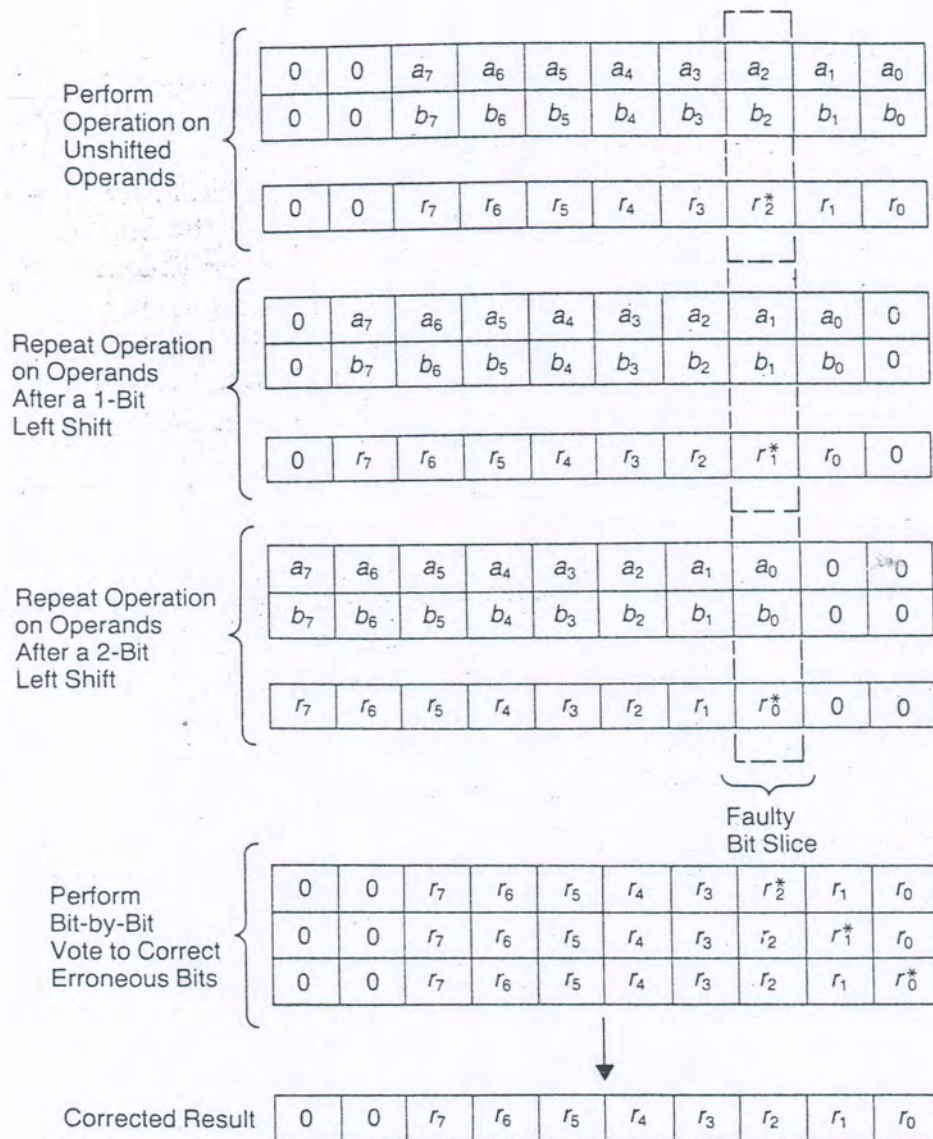 Perform
Operation on
Unshifted
Operands
0 0 a7 a6 a5 a4 a3 a2 a1 a0
0 0 b7 b6 b5 b4 b3 b2 b1 b0
0 0 r7 r6 r5 r4 r3 r*2 r1 r0
Repeat Operation
on Operands
After a 1-Bit
Left Shift
0 a7 a6 a5 a4 a3 a2 a1 a0 0
0 b7 b6 b5 b4 b3 b2 b1 b0 0
0 r7 r6 r5 r4 r3 r2 r*1 r0 0
Repeat Operation
on Operands
After a 2-Bit
Left Shift
a7 a6 a5 a4 a3 a2 a1 a0 0 0
b7 b6 b5 b4 b3 b2 b1 b0 0 0
r7 r6 r5 r4 r3 r2 r1 r*0 0 0
Faulty
Bit Slice
Perform
Bit-by-Bit
Vote to Correct
Erroneous Bits
0 0 r7 r6 r5 r4 r3 r*2 r1 r0
0 0 r7 r6 r5 r4 r3 r2 r*1 r0
0 0 r7 r6 r5 r4 r3 r2 r1 r*0
Corrected Result 0 0 r7 r6 r5 r4 r3 r2 r1 r0